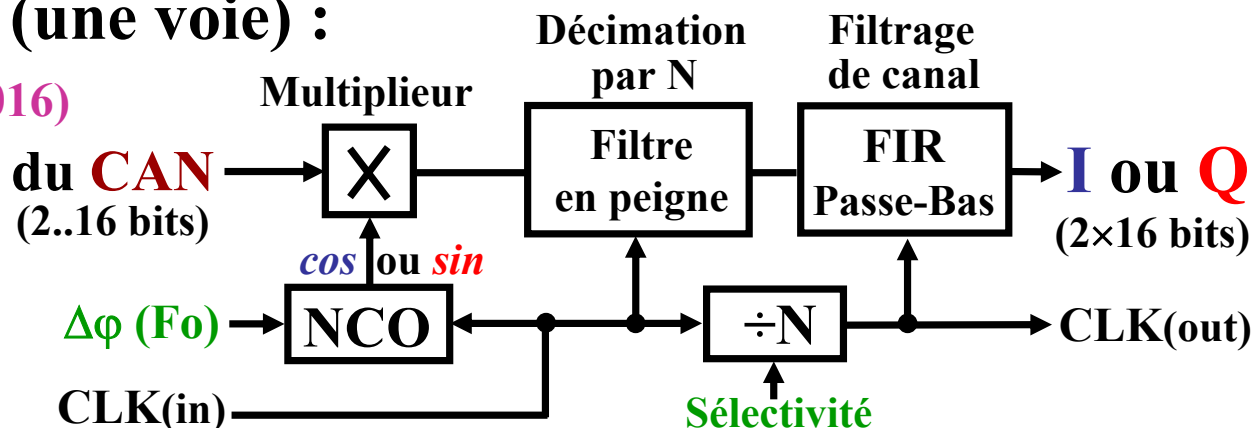 (une voie) :
016)
Multiplieur
Décimation
par N
Filtrage
de canal
du CAN
(2..16 bits)
×
Filtre
en peigne
FIR
Passe-Bas
I ou Q
(2×16 bits)
cos ou sin
Δφ (Fo)
NCO
÷N
CLK(out)
CLK(in)
Sélectivité